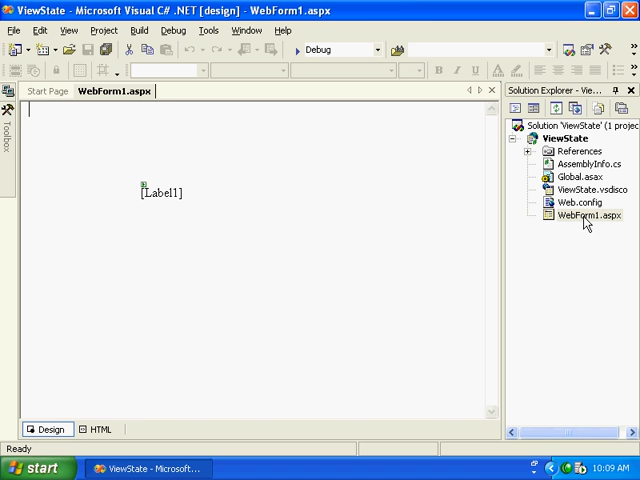 ViewState - Microsoft Visual C# .NET [design] - WebForm1.aspx
File Edit View Project Build Debug Tools Window Help
Debug
Start Page WebForm1.aspx
Solution Explorer - Vie...
Toolbox
Solution 'ViewState' (1 projec
ViewState
References
AssemblyInfo.cs
Global.asax
ViewState.vsdisco
Web.config
WebForm1.aspx
[Label1]
Design HTML
Ready
start ViewState - Microsoft... 10:09 AM